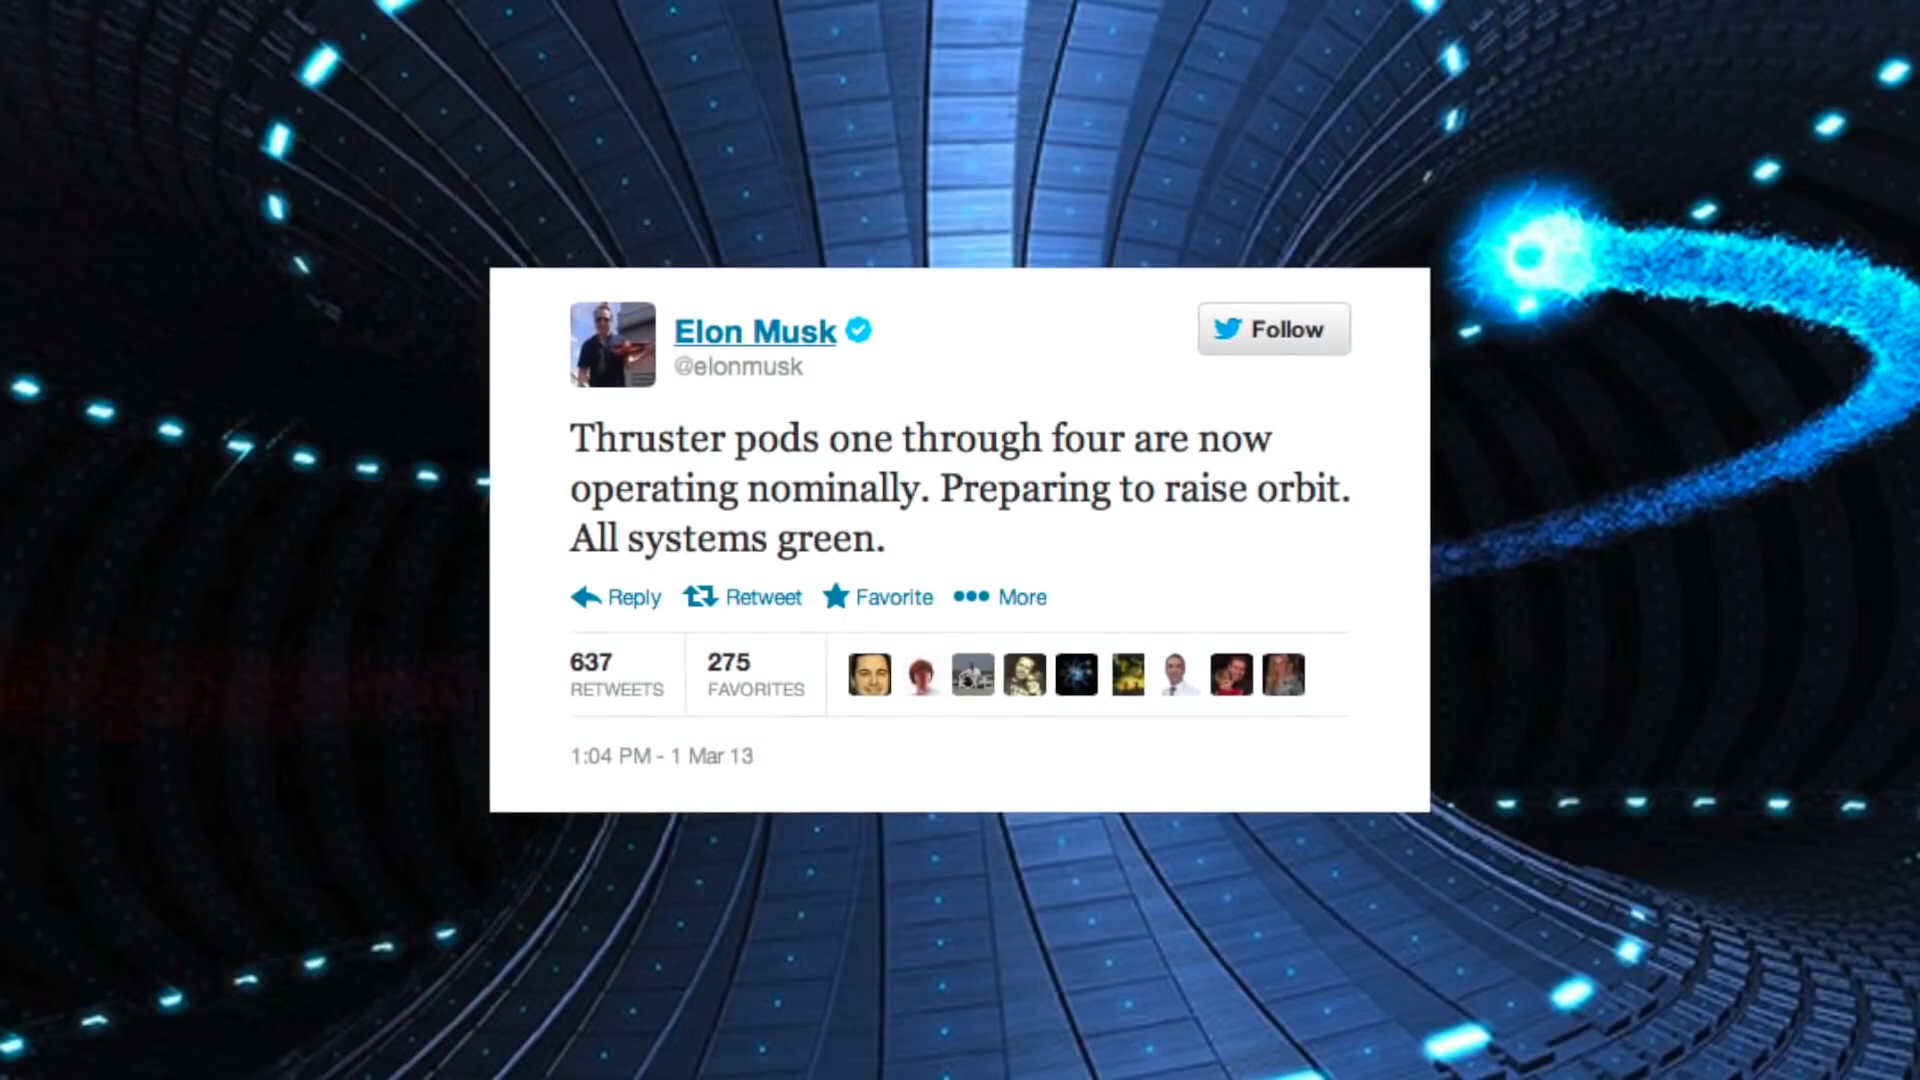 Elon Musk
@elonmusk
Follow
Thruster pods one through four are now
operating nominally. Preparing to raise orbit.
All systems green.
Reply Retweet Favorite More
637 275
RETWEETS FAVORITES
1:04 PM - 1 Mar 13